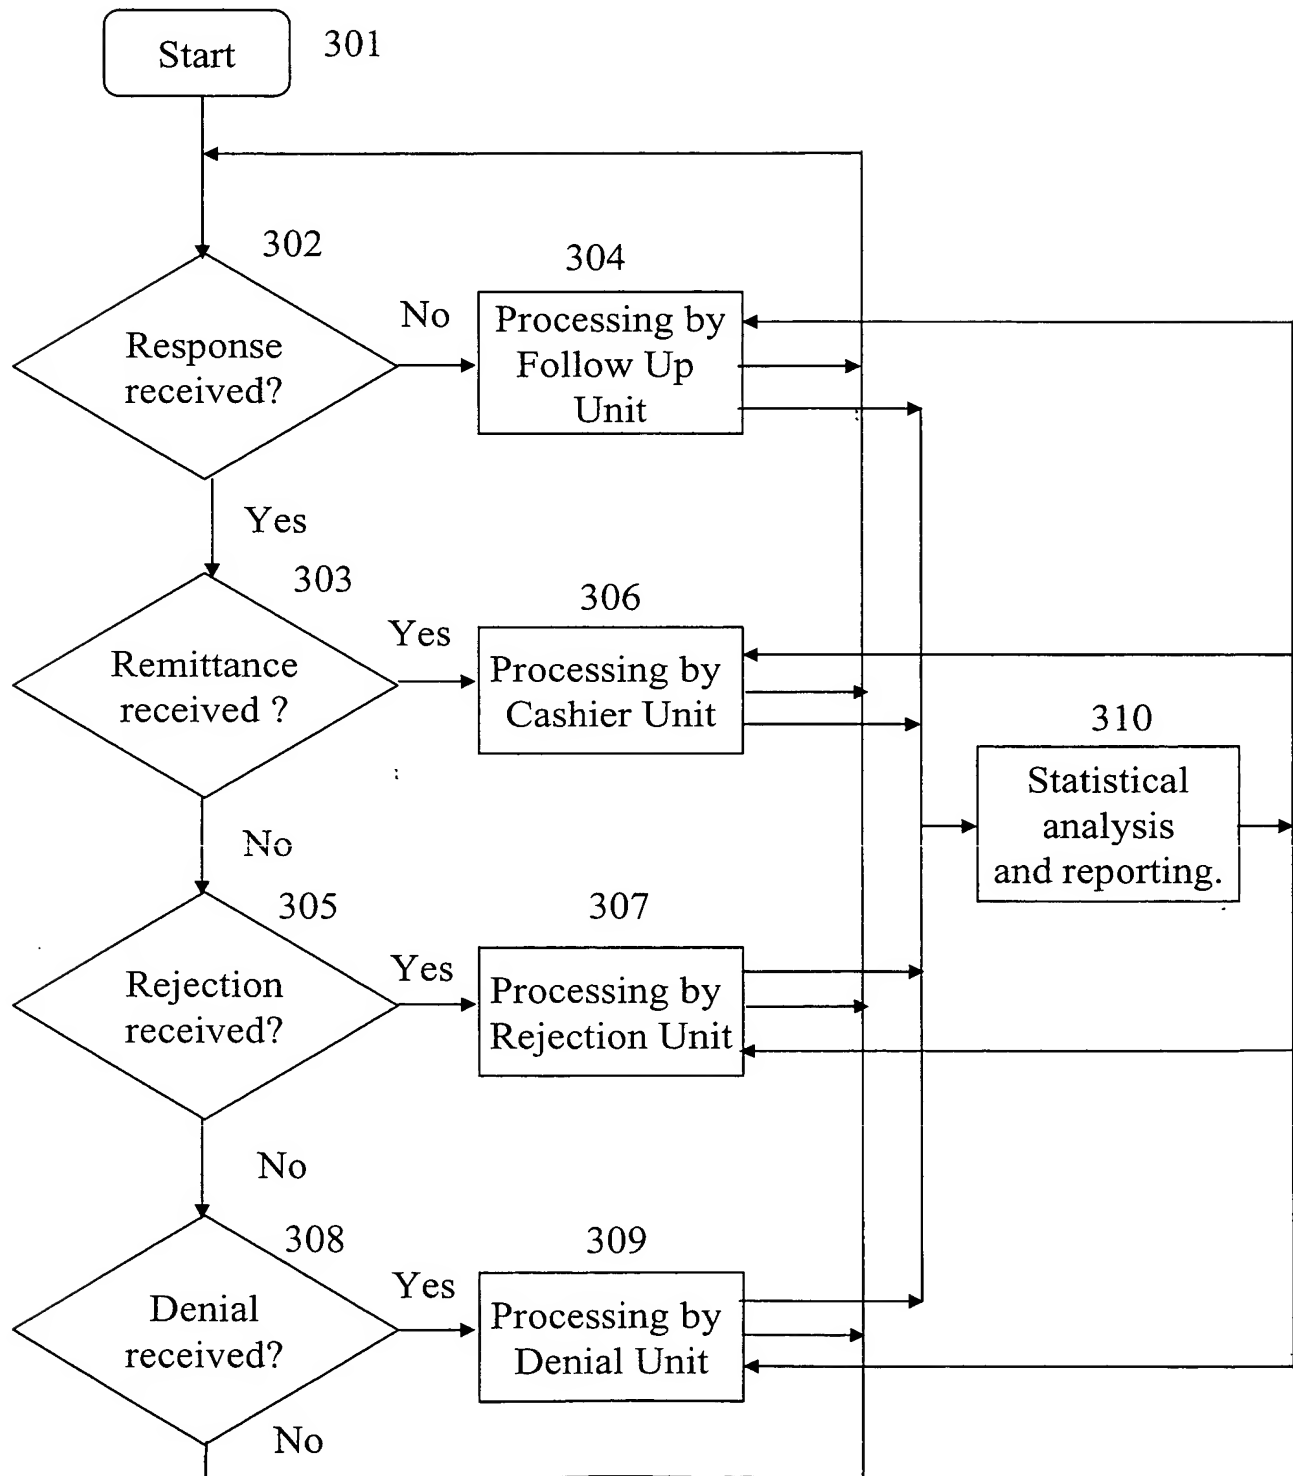 Start
301
302
Response
received?
No
304
Processing by
Follow Up
Unit
Yes
303
Remittance
received ?
Yes
306
Processing by
Cashier Unit
310
Statistical
analysis
and reporting.
No
305
Rejection
received?
Yes
307
Processing by
Rejection Unit
No
308
Denial
received?
Yes
309
Processing by
Denial Unit
No